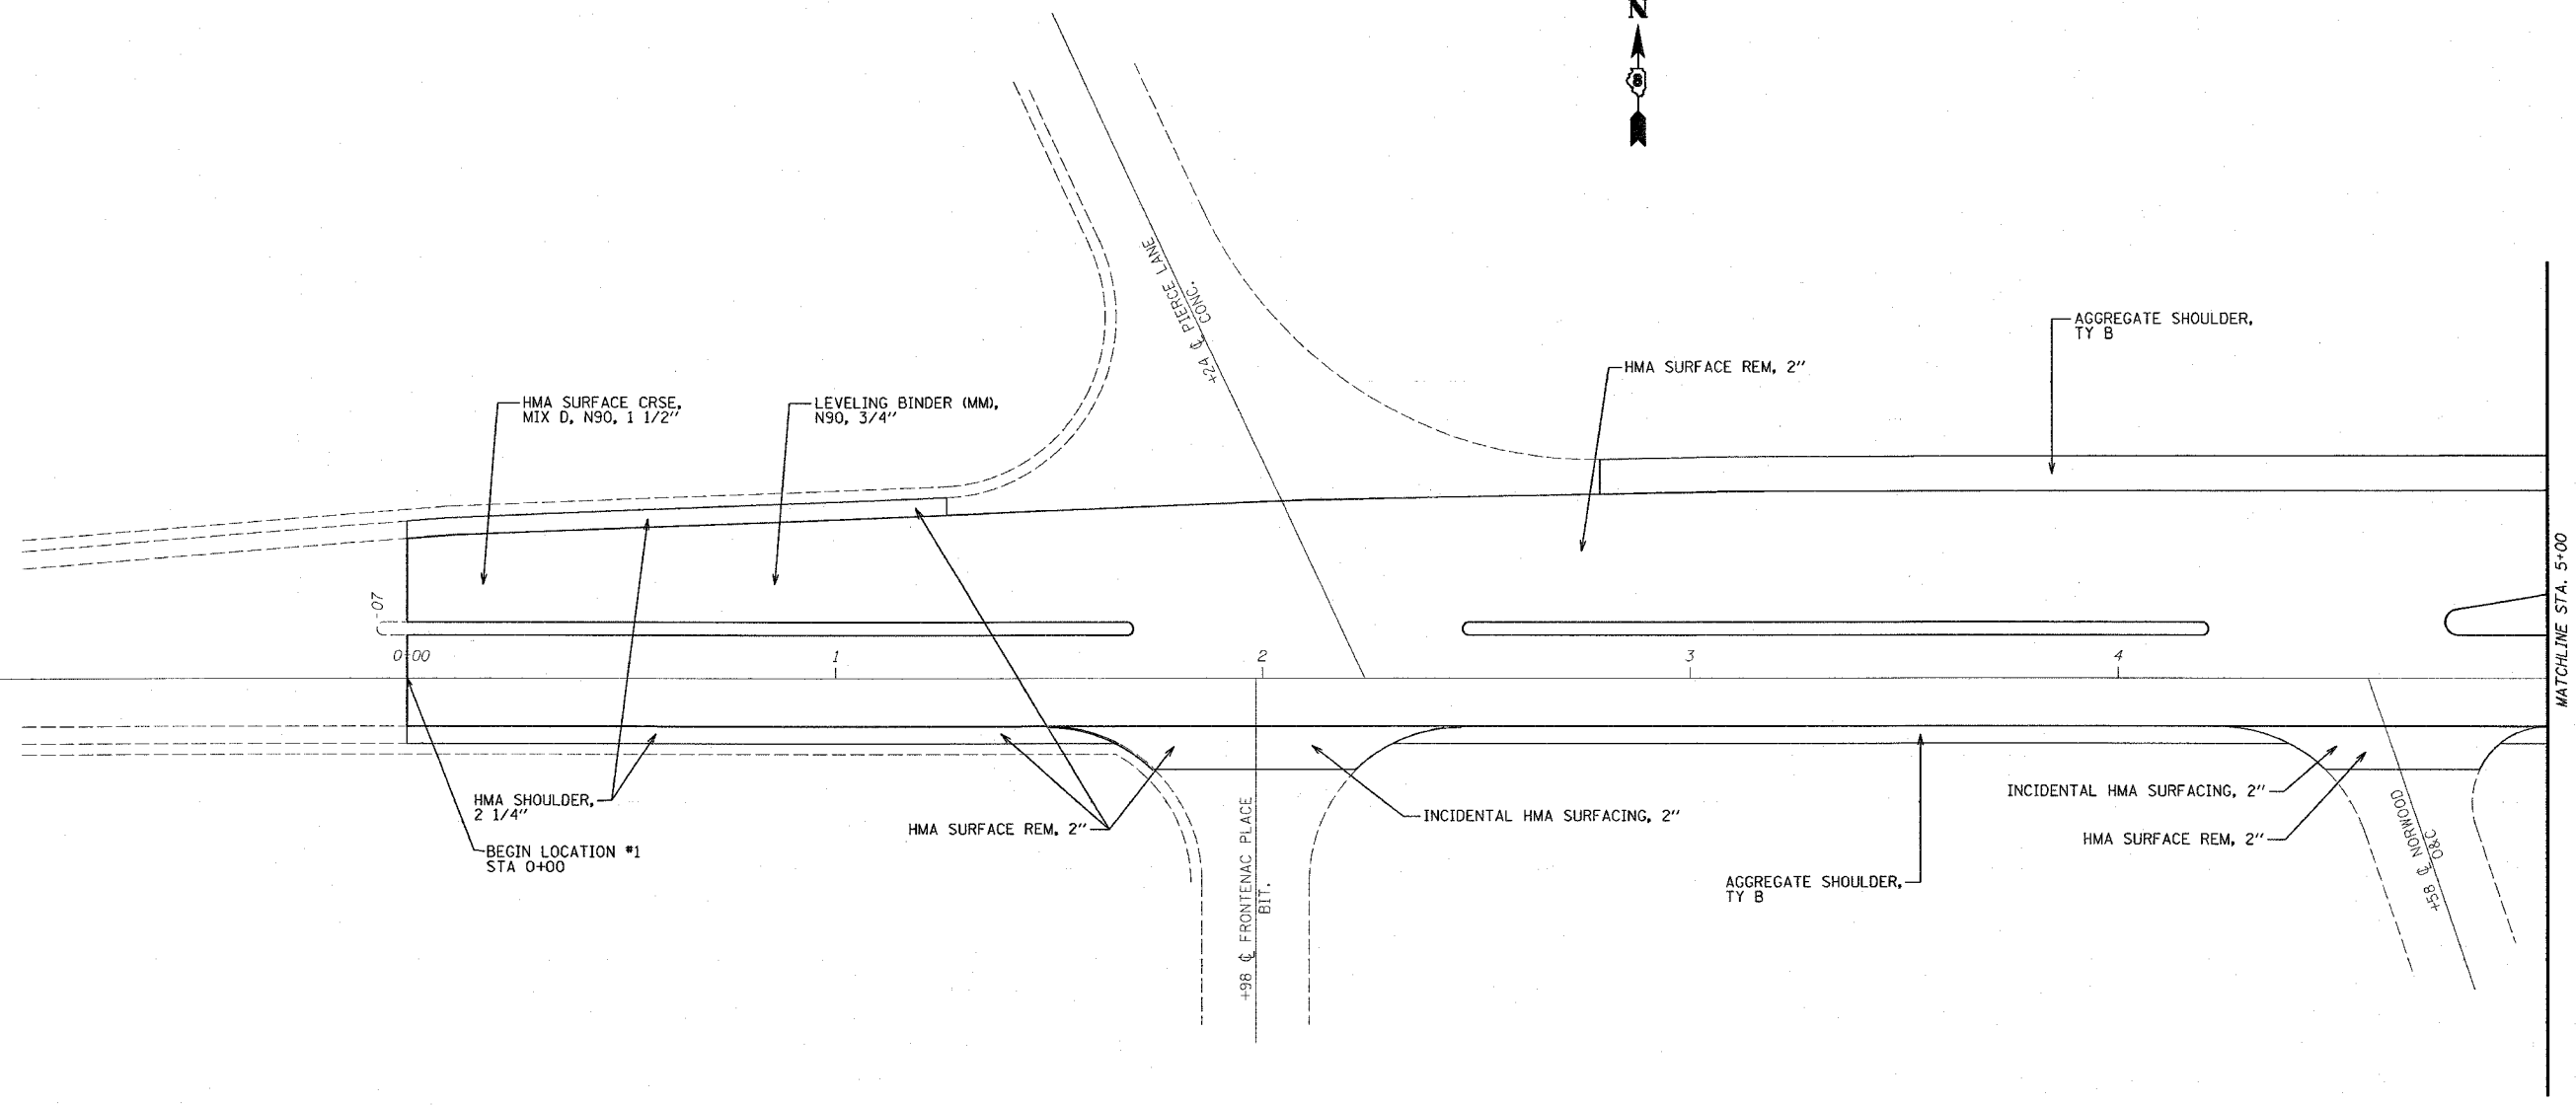 N
8
+24 ℄ PIERCE LANE
CONC.
AGGREGATE SHOULDER,
TY B
HMA SURFACE REM, 2"
HMA SURFACE CRSE,
MIX D, N90, 1 1/2"
LEVELING BINDER (MM),
N90, 3/4"
-07
0+00
1
2
3
4
MATCHLINE STA. 5+00
HMA SHOULDER,
2 1/4"
BEGIN LOCATION #1
STA 0+00
HMA SURFACE REM, 2"
+98 ℄ FRONTENAC PLACE
BIT.
INCIDENTAL HMA SURFACING, 2"
AGGREGATE SHOULDER,
TY B
INCIDENTAL HMA SURFACING, 2"
HMA SURFACE REM, 2"
+58 ℄ NORWOOD
O&C